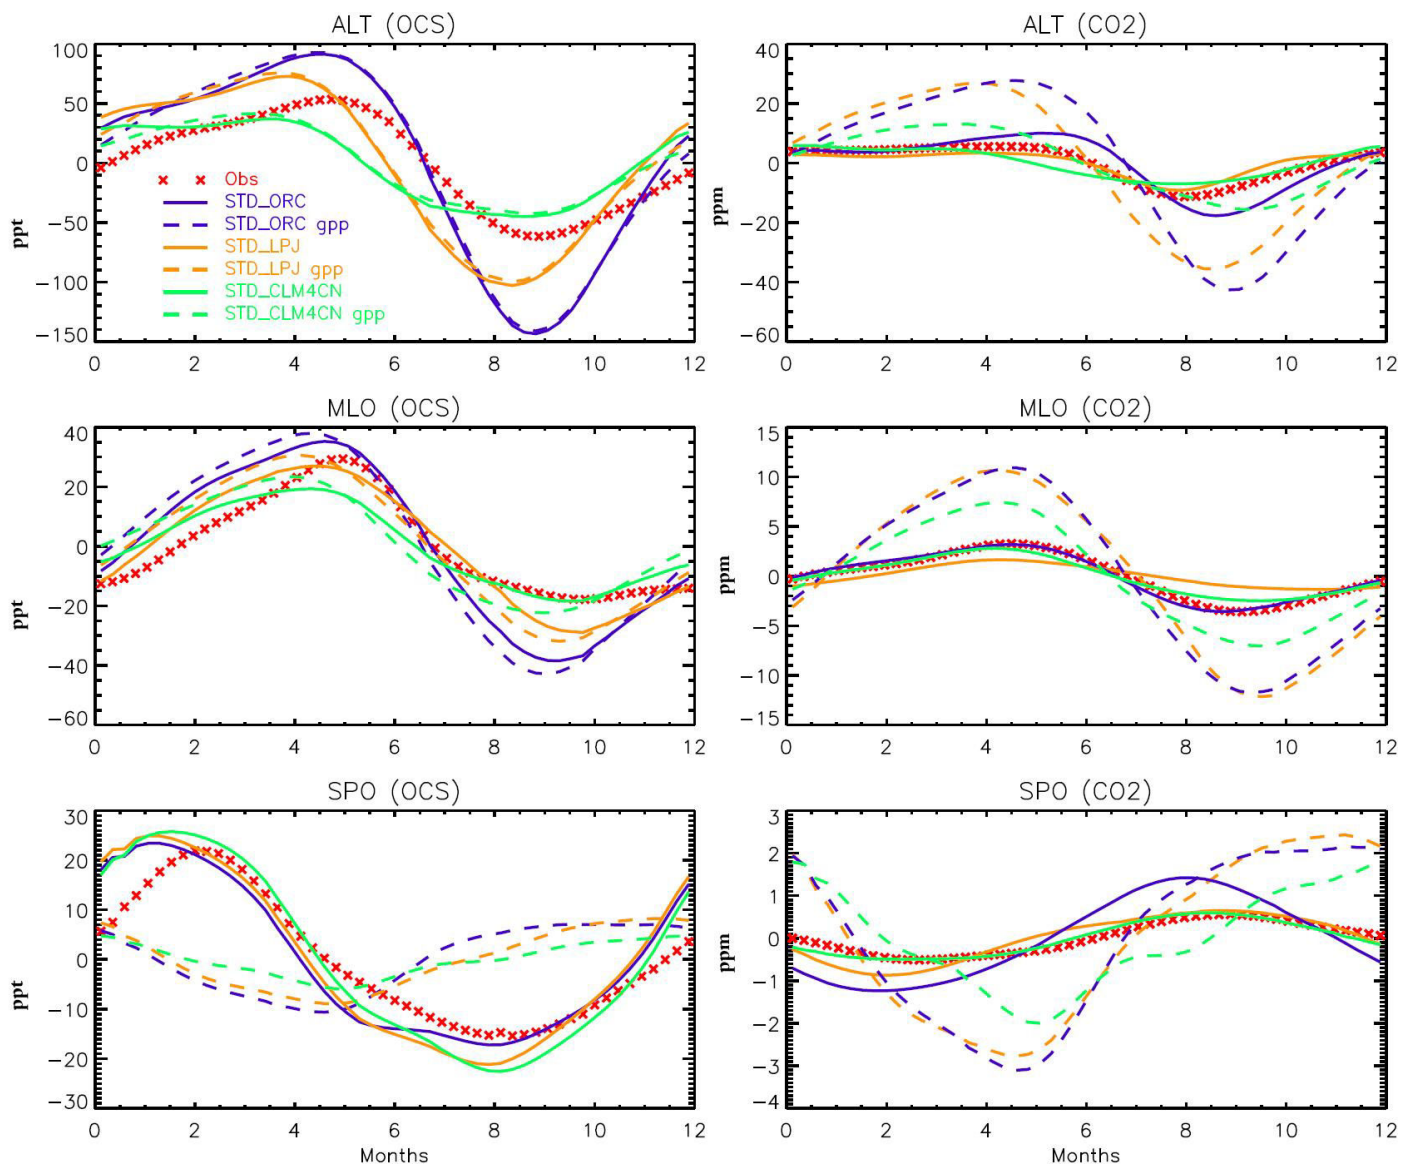 ALT (OCS)
100
50
0
−50
−100
−150
ppt
0 2 4 6 8 10 12
Obs
STD_ORC
STD_ORC gpp
STD_LPJ
STD_LPJ gpp
STD_CLM4CN
STD_CLM4CN gpp
ALT (CO2)
40
20
0
−20
−40
−60
ppm
0 2 4 6 8 10 12
MLO (OCS)
40
20
0
−20
−40
−60
ppt
0 2 4 6 8 10 12
MLO (CO2)
15
10
5
0
−5
−10
−15
ppm
0 2 4 6 8 10 12
SPO (OCS)
30
20
10
0
−10
−20
−30
ppt
0 2 4 6 8 10 12
Months
SPO (CO2)
3
2
1
0
−1
−2
−3
−4
ppm
0 2 4 6 8 10 12
Months